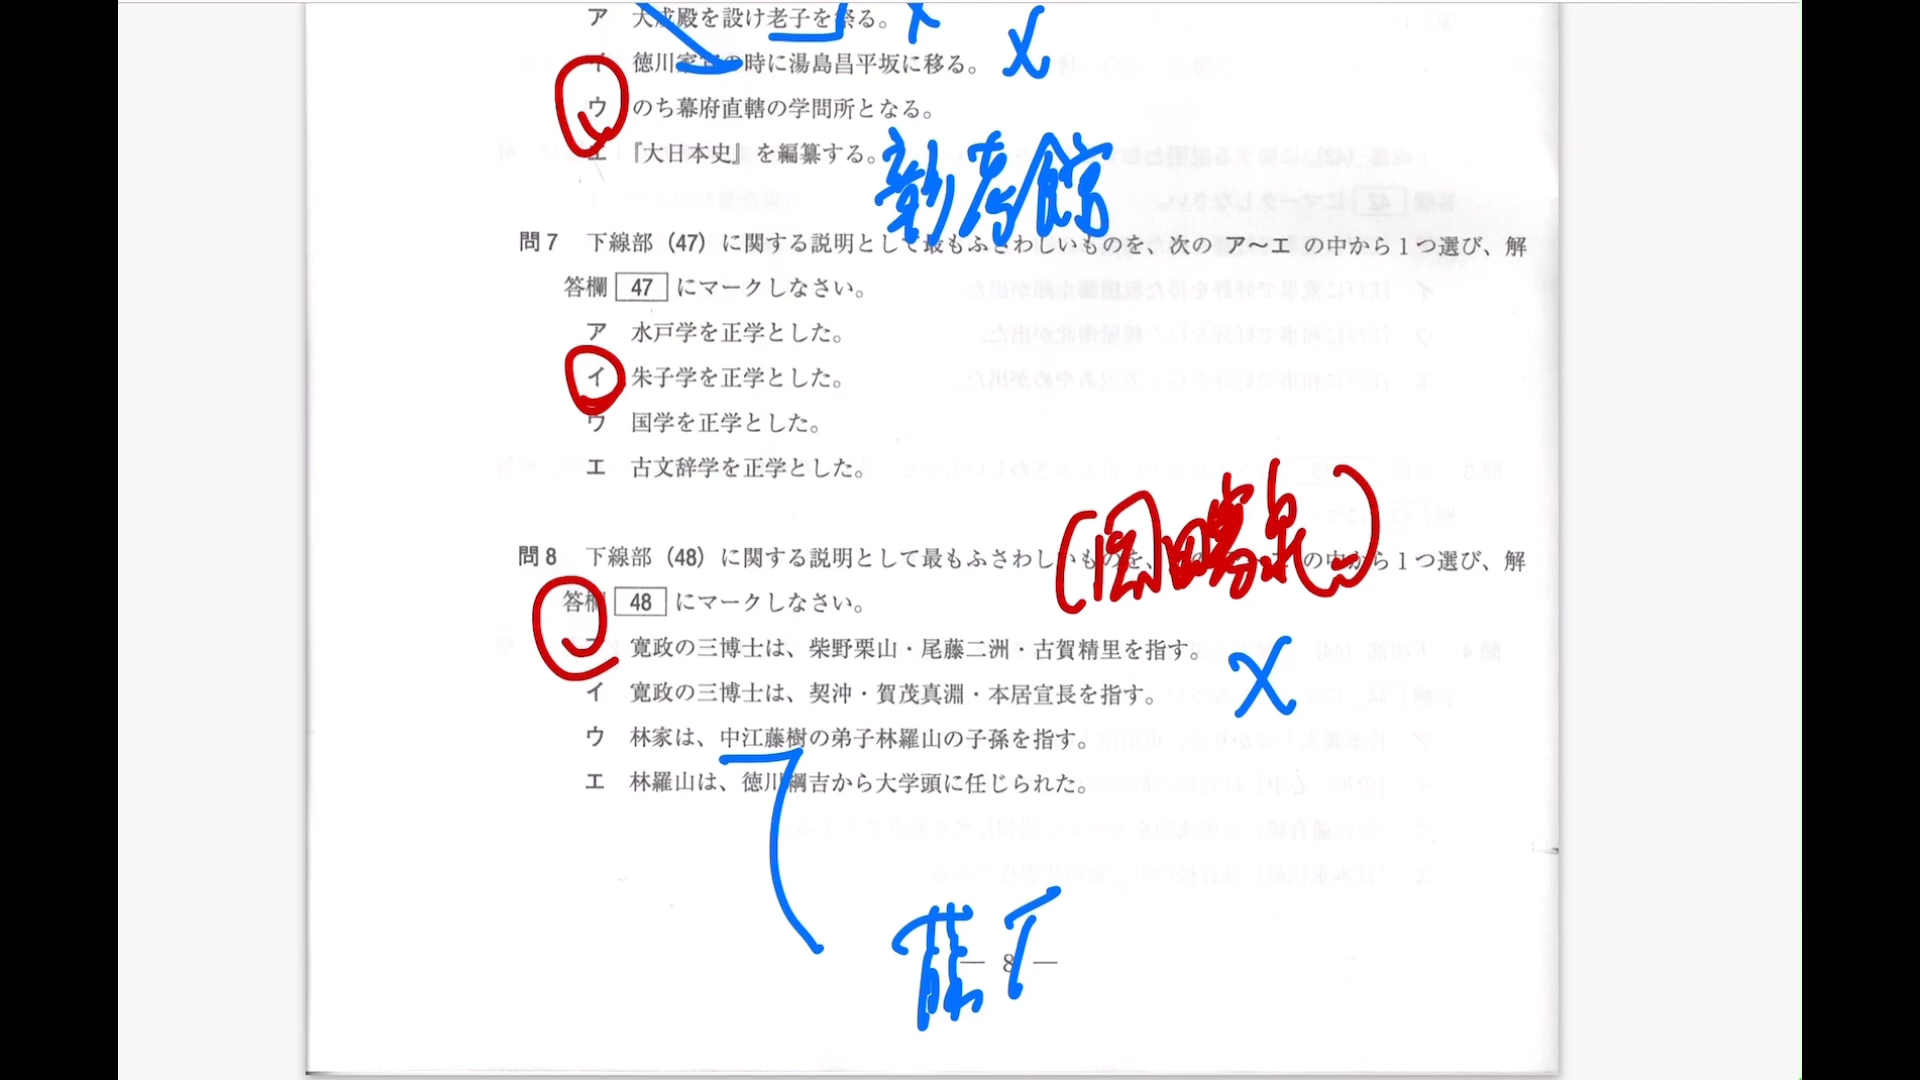 ア 大成殿を設け老子を祭る。
イ 徳川家宣の時に湯島昌平坂に移る。
ウ のち幕府直轄の学問所となる。
エ 『大日本史』を編纂する。
彰考館
問7 下線部（47）に関する説明として最もふさわしいものを、次の ア～エ の中から1つ選び、解
答欄 47 にマークしなさい。
ア 水戸学を正学とした。
イ 朱子学を正学とした。
ウ 国学を正学とした。
エ 古文辞学を正学とした。
(岡田寒泉)
問8 下線部（48）に関する説明として最もふさわしいものを、の中から1つ選び、解
答欄 48 にマークしなさい。
寛政の三博士は、柴野栗山・尾藤二洲・古賀精里を指す。
イ 寛政の三博士は、契沖・賀茂真淵・本居宣長を指す。
ウ 林家は、中江藤樹の弟子林羅山の子孫を指す。
エ 林羅山は、徳川綱吉から大学頭に任じられた。
藤
— 8 —